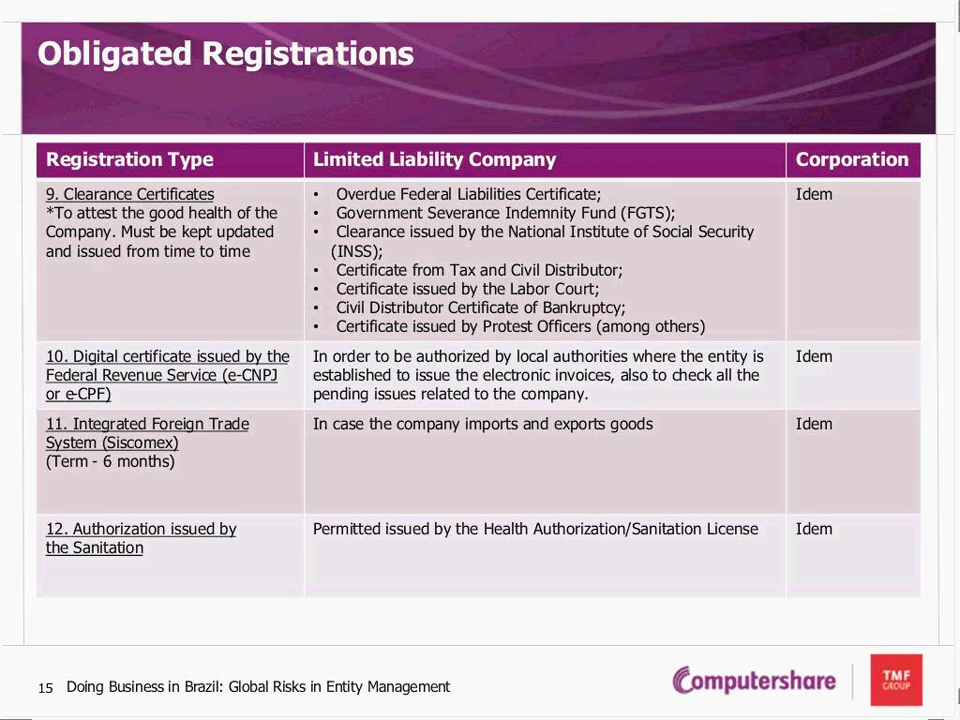 Obligated Registrations
Registration Type
Limited Liability Company
Corporation
9. Clearance Certificates
*To attest the good health of the
Company. Must be kept updated
and issued from time to time
• Overdue Federal Liabilities Certificate;
• Government Severance Indemnity Fund (FGTS);
• Clearance issued by the National Institute of Social Security
(INSS);
• Certificate from Tax and Civil Distributor;
• Certificate issued by the Labor Court;
• Civil Distributor Certificate of Bankruptcy;
• Certificate issued by Protest Officers (among others)
Idem
10. Digital certificate issued by the
Federal Revenue Service (e-CNPJ
or e-CPF)
In order to be authorized by local authorities where the entity is
established to issue the electronic invoices, also to check all the
pending issues related to the company.
Idem
11. Integrated Foreign Trade
System (Siscomex)
(Term - 6 months)
In case the company imports and exports goods
Idem
12. Authorization issued by
the Sanitation
Permitted issued by the Health Authorization/Sanitation License
Idem
15 Doing Business in Brazil: Global Risks in Entity Management
Computershare
TMF
GROUP